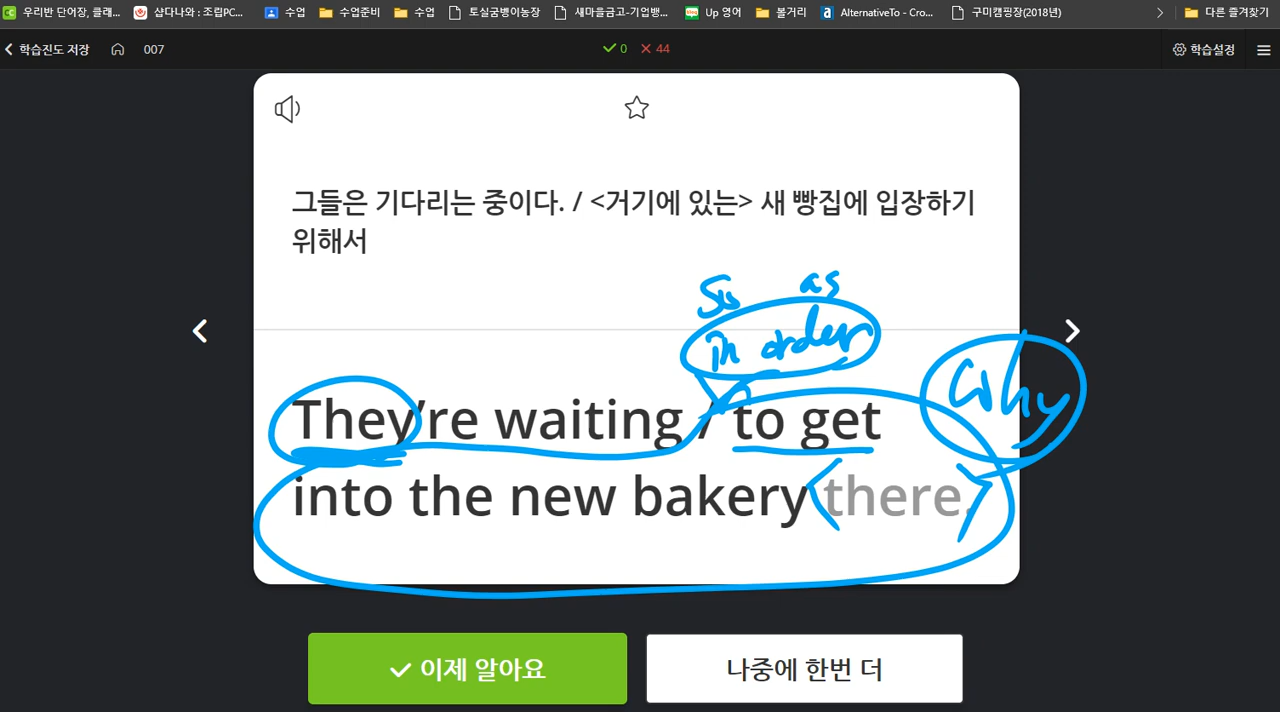 우리반 단어장, 클래... 샵다나와 : 조립PC... 수업 수업준비 수업 토실굼뱅이농장 새마을금고-기업뱅... Up 영어 볼거리 AlternativeTo - Cro... 구미캠핑장(2018년) 다른 즐겨찾기
학습진도 저장 007 0 44 학습설정
그들은 기다리는 중이다. / <거기에 있는> 새 빵집에 입장하기
위해서
so as
in order
Why
They're waiting / to get
into the new bakery <there.>
이제 알아요 나중에 한번 더